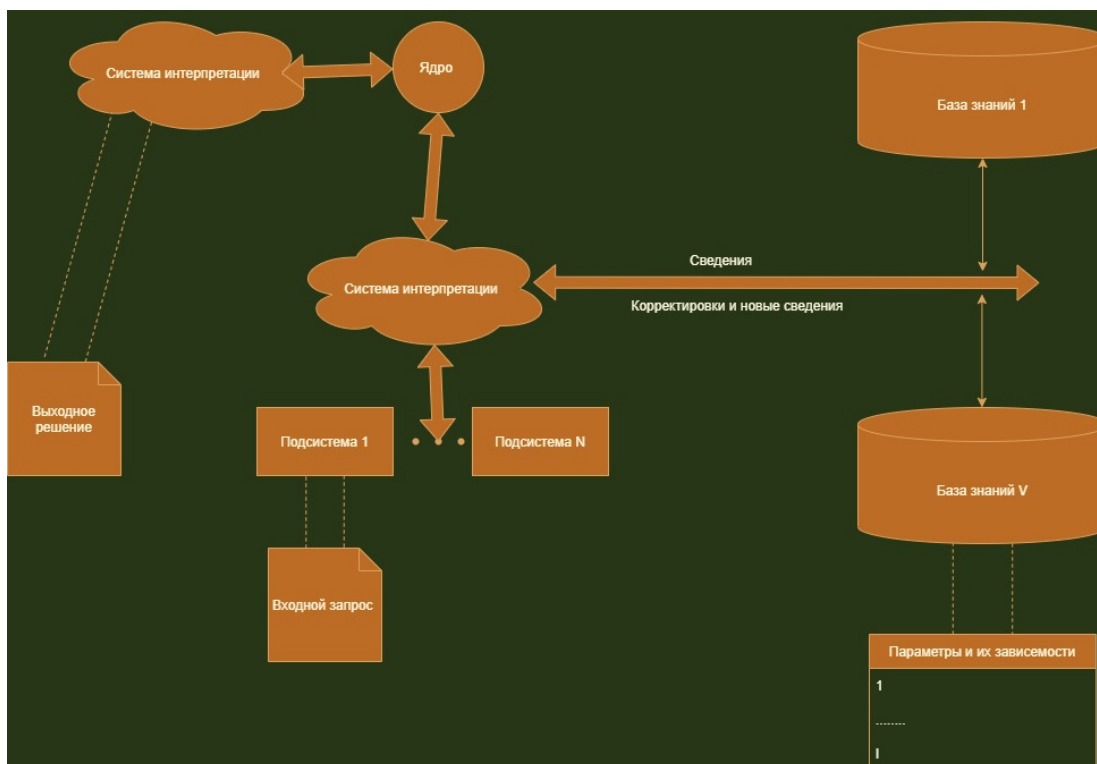 Система интерпретации
Ядро
База знаний 1
Сведения
Система интерпретации
Корректировки и новые сведения
Выходное
решение
Подсистема 1
Подсистема N
База знаний V
Входной запрос
Параметры и их зависемости
1
--------
I